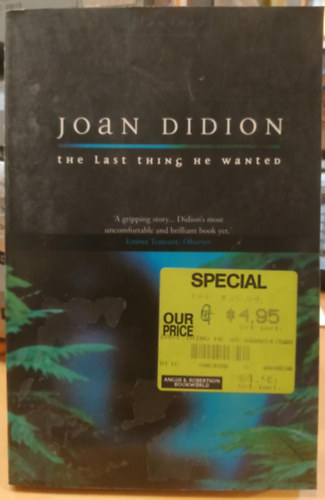 JOAN DIDION
THE LAST THING HE WANTED
'A gripping story... Didion's most
uncomfortable and brilliant book yet.'
Emma Tennant, Observer
SPECIAL
OUR
PRICE
$4.95
ANGUS & ROBERTSON
BOOKWORLD